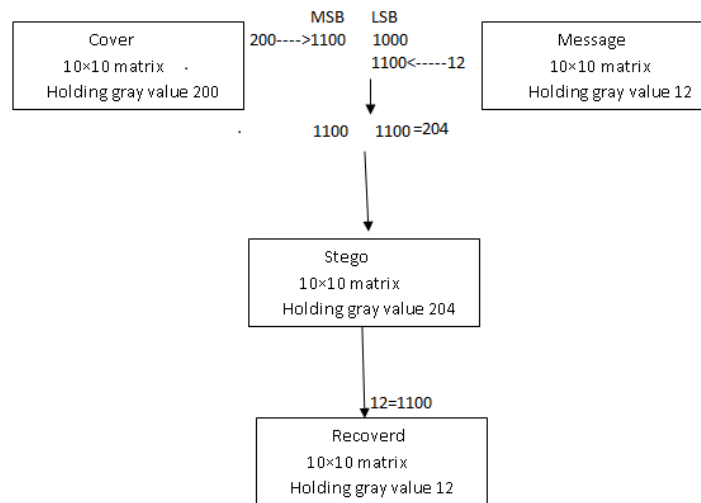 MSB LSB
Cover
10×10 matrix
Holding gray value 200
200---->1100 1000
1100<-----12
Message
10×10 matrix
Holding gray value 12
1100 1100=204
Stego
10×10 matrix
Holding gray value 204
12=1100
Recoverd
10×10 matrix
Holding gray value 12